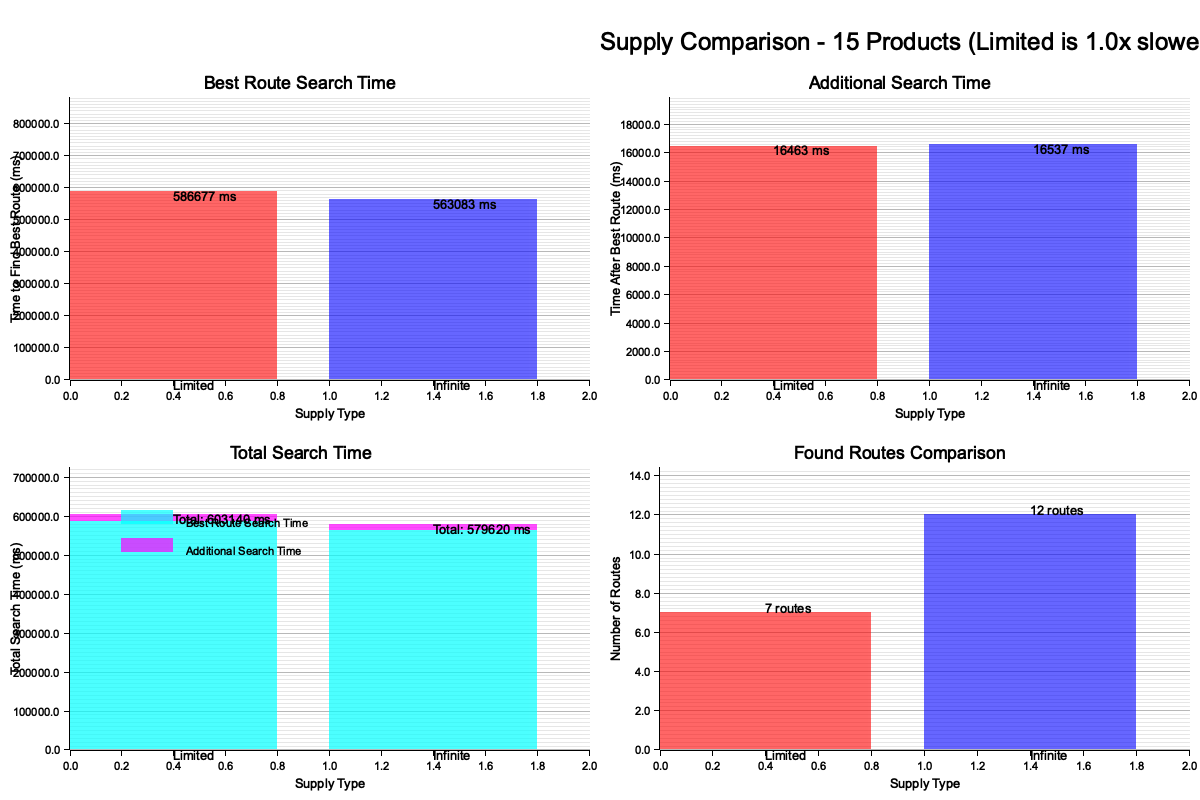 Supply Comparison - 15 Products (Limited is 1.0x slowe
Best Route Search Time
Time to Find Best Route (ms)
800000.0
700000.0
600000.0
500000.0
400000.0
300000.0
200000.0
100000.0
0.0
586677 ms
563083 ms
Limited
Infinite
0.0 0.2 0.4 0.6 0.8 1.0 1.2 1.4 1.6 1.8 2.0
Supply Type
Additional Search Time
Time After Best Route (ms)
18000.0
16000.0
14000.0
12000.0
10000.0
8000.0
6000.0
4000.0
2000.0
0.0
16463 ms
16537 ms
Limited
Infinite
0.0 0.2 0.4 0.6 0.8 1.0 1.2 1.4 1.6 1.8 2.0
Supply Type
Total Search Time
Total Search Time (ms)
700000.0
600000.0
500000.0
400000.0
300000.0
200000.0
100000.0
0.0
Total: 603140 ms
Total: 579620 ms
Best Route Search Time
Additional Search Time
Limited
Infinite
0.0 0.2 0.4 0.6 0.8 1.0 1.2 1.4 1.6 1.8 2.0
Supply Type
Found Routes Comparison
Number of Routes
14.0
12.0
10.0
8.0
6.0
4.0
2.0
0.0
7 routes
12 routes
Limited
Infinite
0.0 0.2 0.4 0.6 0.8 1.0 1.2 1.4 1.6 1.8 2.0
Supply Type